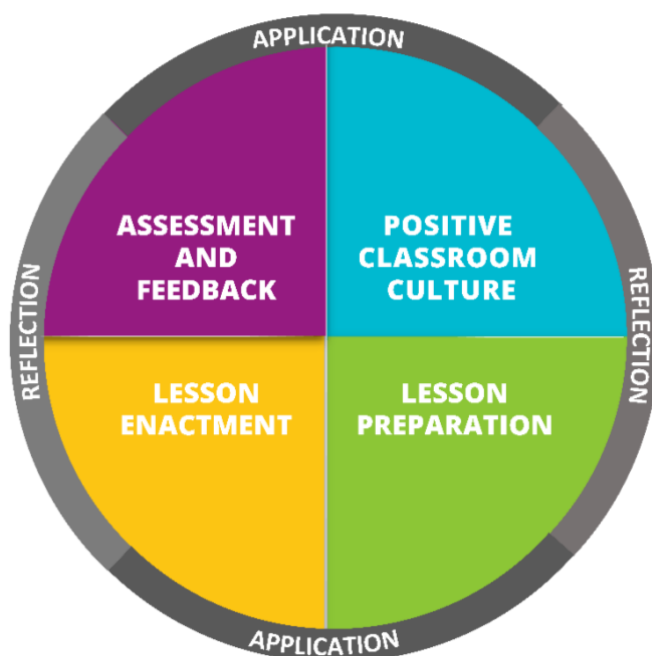 APPLICATION
ASSESSMENT
AND
FEEDBACK
POSITIVE
CLASSROOM
CULTURE
REFLECTION
REFLECTION
LESSON
ENACTMENT
LESSON
PREPARATION
APPLICATION